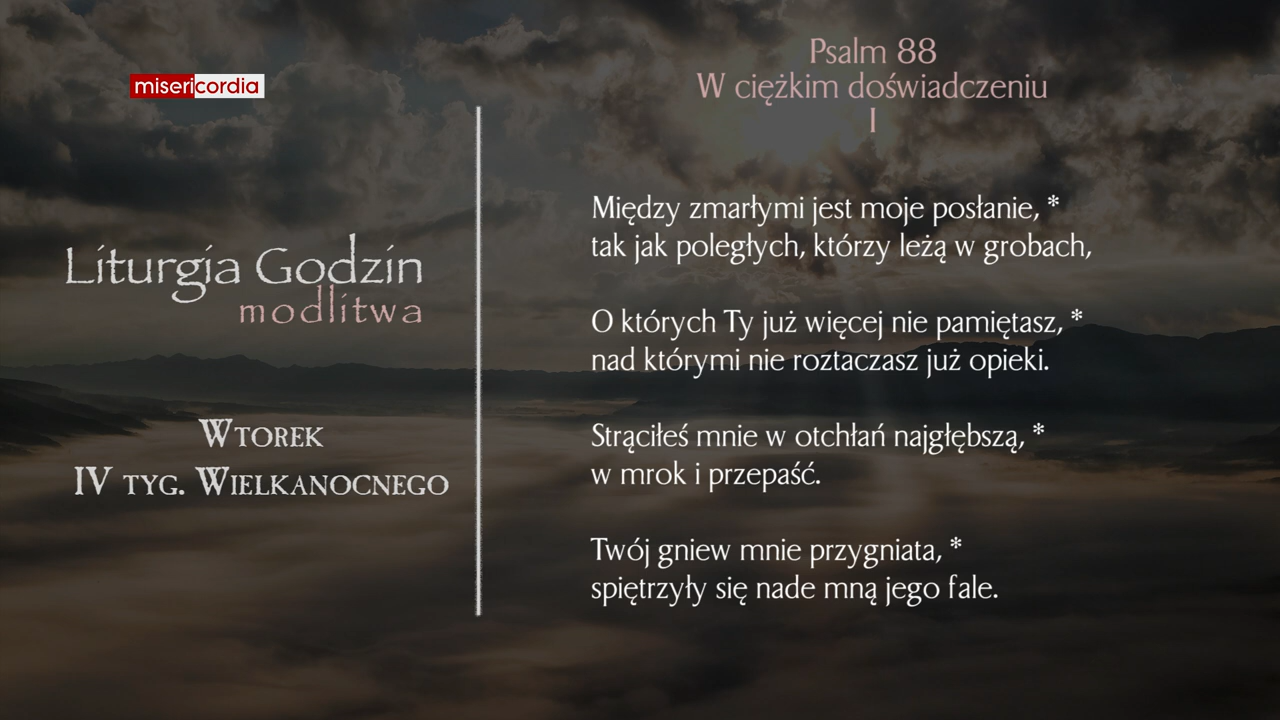 misericordia
Liturgia Godzin
modlitwa
Wtorek
IV tyg. Wielkanocnego
Psalm 88
W ciężkim doświadczeniu
I
Między zmarłymi jest moje posłanie, *
tak jak poległych, którzy leżą w grobach,
O których Ty już więcej nie pamiętasz, *
nad którymi nie roztaczasz już opieki.
Strąciłeś mnie w otchłań najgłębszą, *
w mrok i przepaść.
Twój gniew mnie przygniata, *
spiętrzyły się nade mną jego fale.